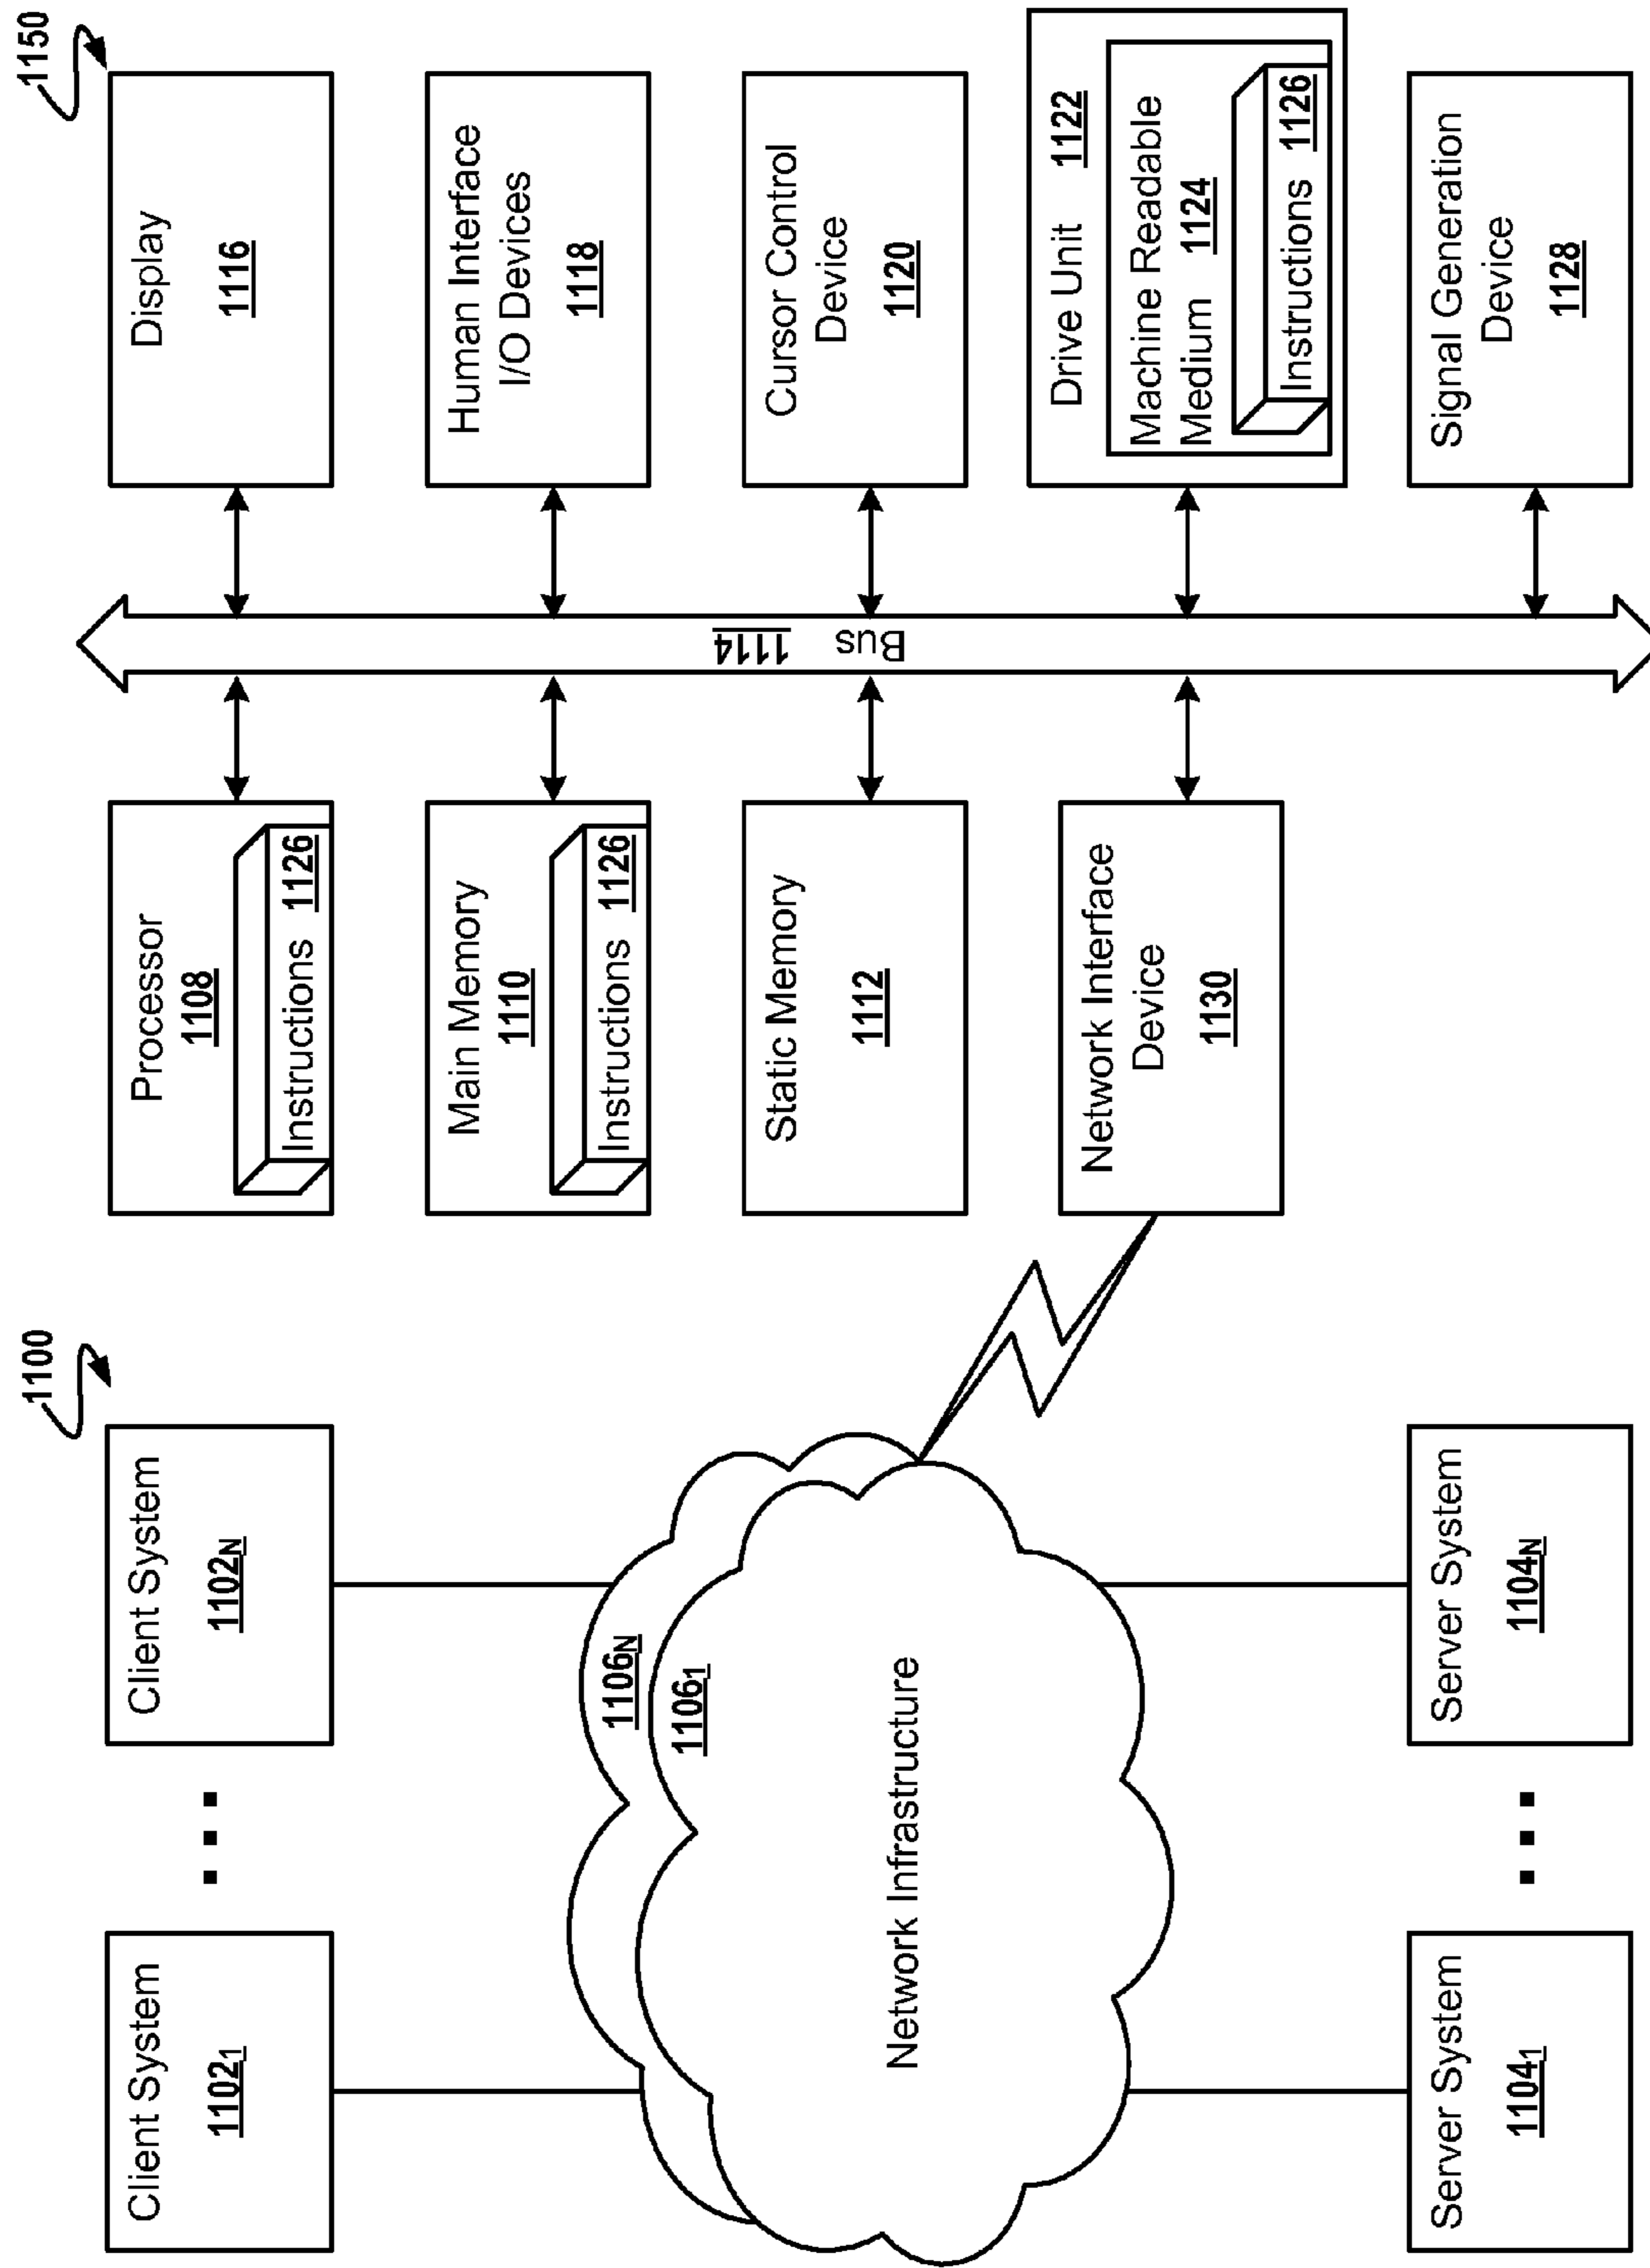 1100
Client System
1102₁
Client System
1102N
1106N
1106₁
Network Infrastructure
Server System
1104₁
Server System
1104N
1150
Processor
1108
Instructions 1126
Main Memory
1110
Instructions 1126
Static Memory
1112
Network Interface
Device
1130
Bus 1114
Display
1116
Human Interface
I/O Devices
1118
Cursor Control
Device
1120
Drive Unit 1122
Machine Readable
Medium 1124
Instructions 1126
Signal Generation
Device
1128